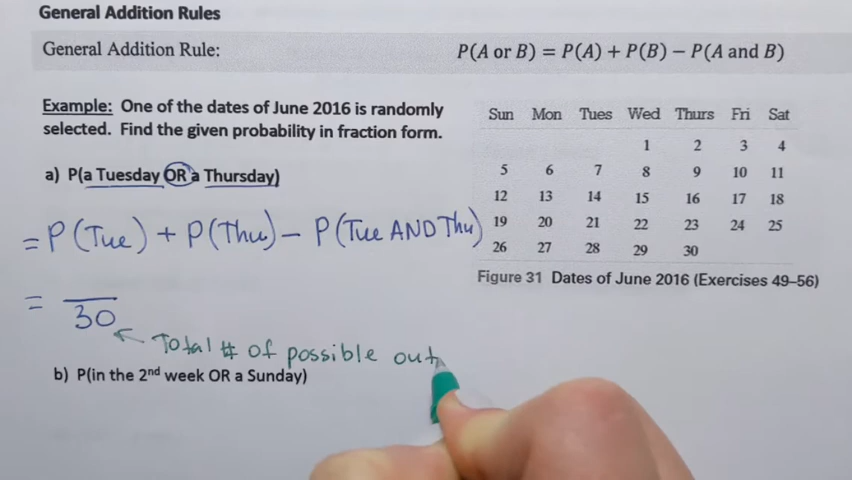 General Addition Rules
General Addition Rule: P(A or B) = P(A) + P(B) − P(A and B)
Example: One of the dates of June 2016 is randomly
selected. Find the given probability in fraction form.
a) P(a Tuesday OR a Thursday)
= P(Tue) + P(Thu) − P(Tue AND Thu)
=
30
Total # of possible out
b) P(in the 2nd week OR a Sunday)
Sun Mon Tues Wed Thurs Fri Sat
1 2 3 4
5 6 7 8 9 10 11
12 13 14 15 16 17 18
19 20 21 22 23 24 25
26 27 28 29 30
Figure 31 Dates of June 2016 (Exercises 49–56)